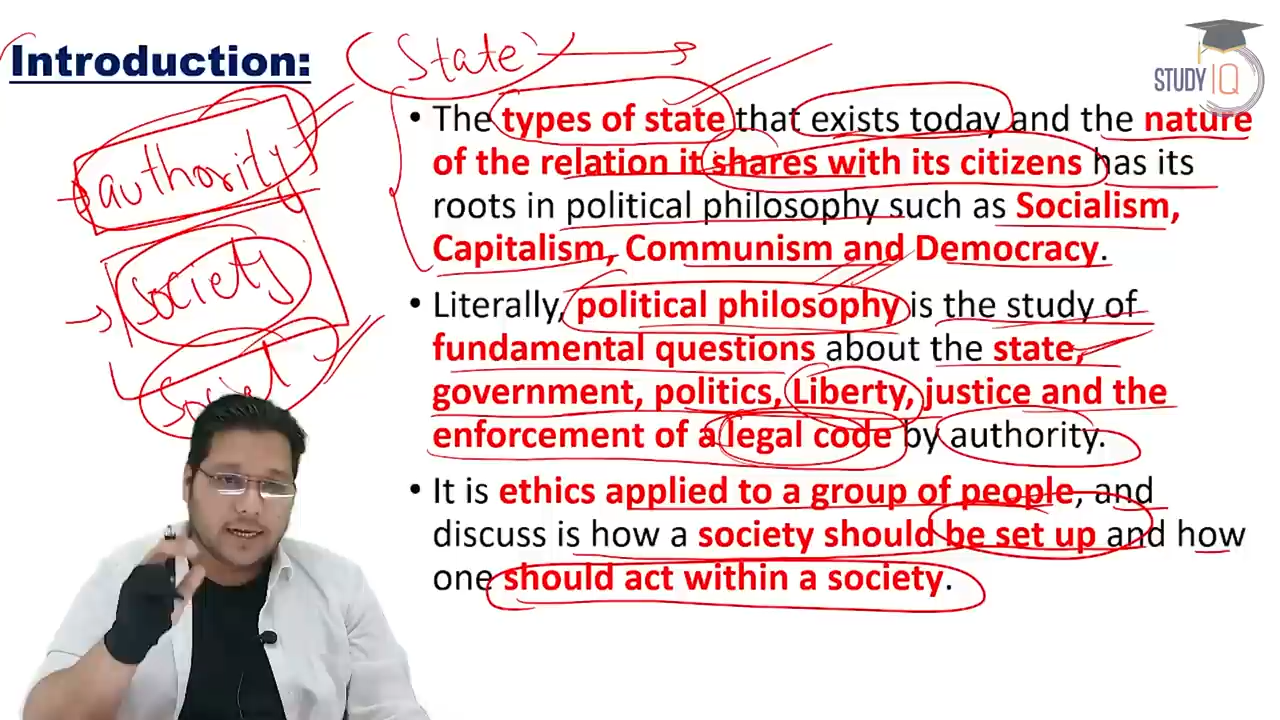 Introduction:
State
STUDY IQ
authority
society
• The types of state that exists today and the nature
of the relation it shares with its citizens has its
roots in political philosophy such as Socialism,
Capitalism, Communism and Democracy.
• Literally, political philosophy is the study of
fundamental questions about the state,
government, politics, Liberty, justice and the
enforcement of a legal code by authority.
• It is ethics applied to a group of people, and
discuss is how a society should be set up and how
one should act within a society.